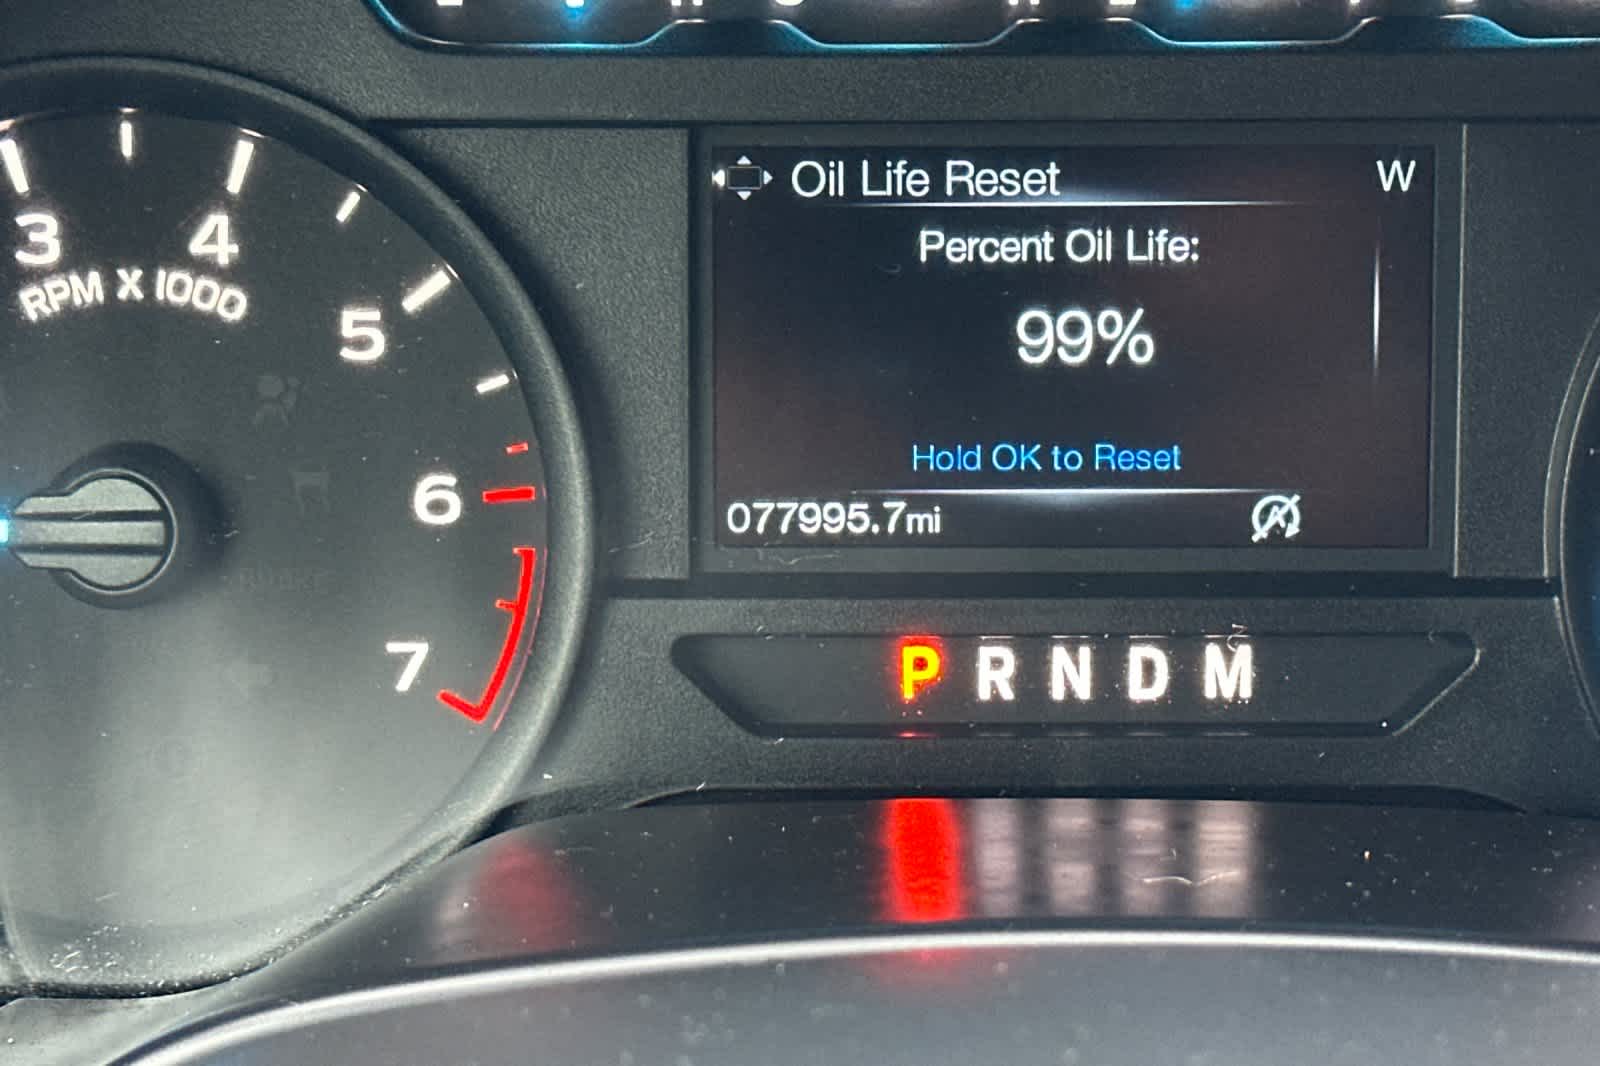 3
4
RPM X 1000
5
6
7
Oil Life Reset
W
Percent Oil Life:
99%
Hold OK to Reset
077995.7mi
P R N D M